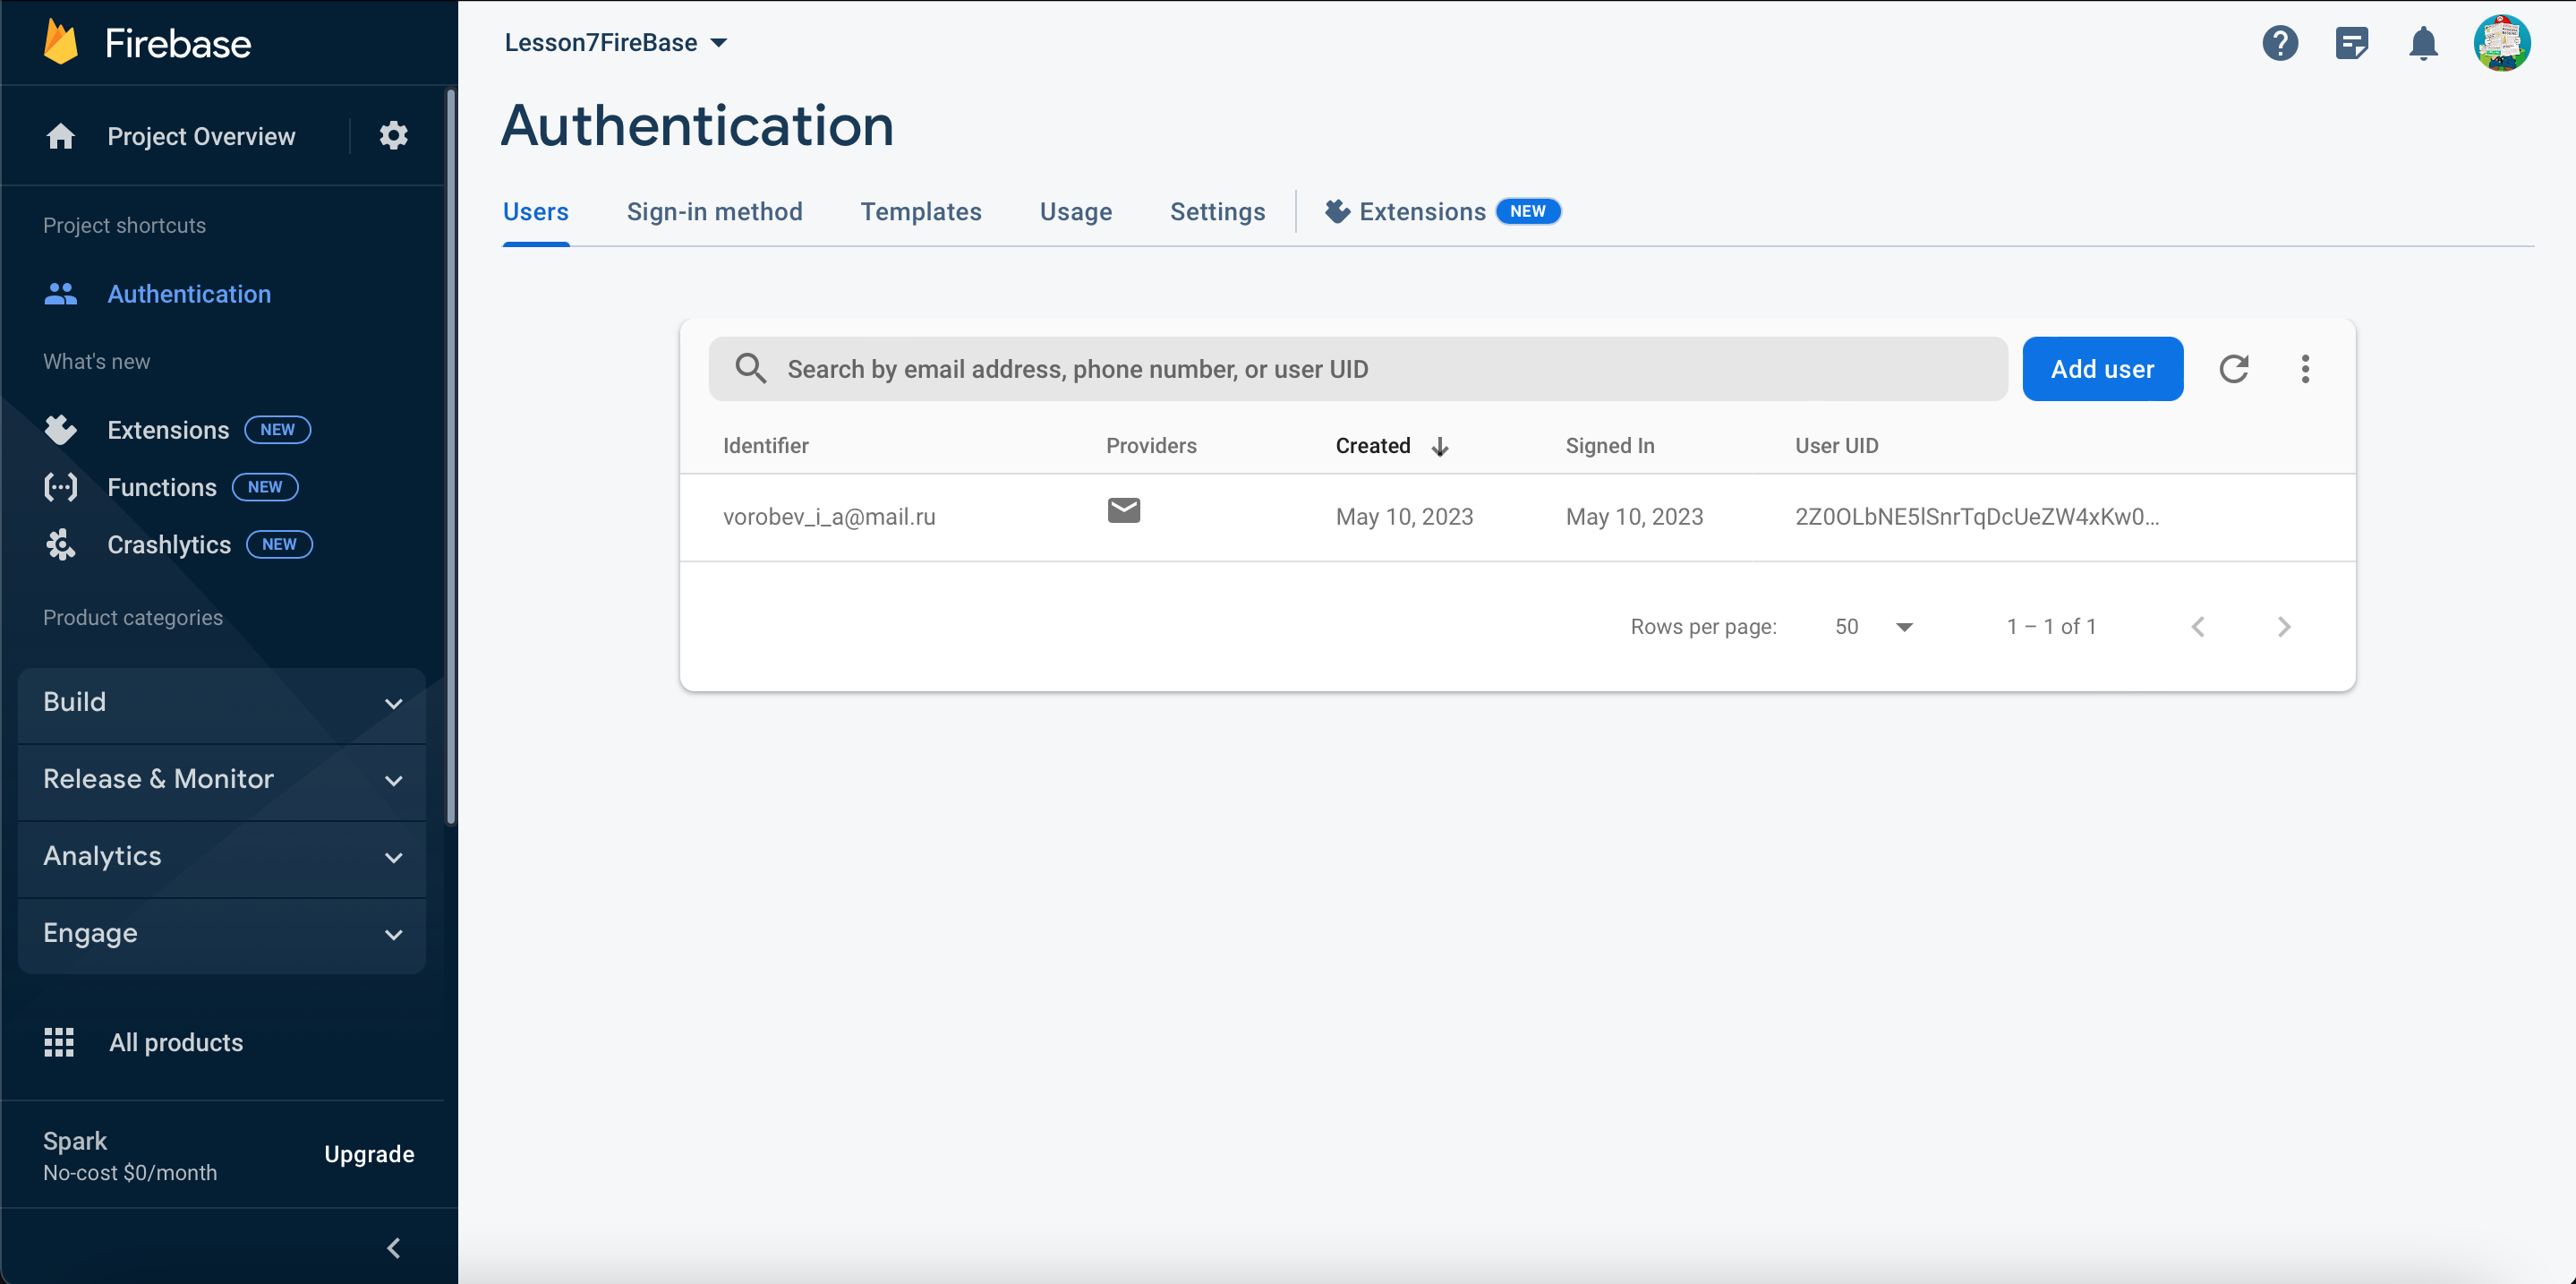 Firebase
Project Overview
Project shortcuts
Authentication
What's new
Extensions NEW
Functions NEW
Crashlytics NEW
Product categories
Build
Release & Monitor
Analytics
Engage
All products
Spark
No-cost $0/month
Upgrade
Lesson7FireBase
Authentication
Users Sign-in method Templates Usage Settings Extensions NEW
Search by email address, phone number, or user UID Add user
Identifier Providers Created Signed In User UID
vorobev_i_a@mail.ru May 10, 2023 May 10, 2023 2Z0OLbNE5lSnrTqDcUeZW4xKw0...
Rows per page: 50 1 – 1 of 1